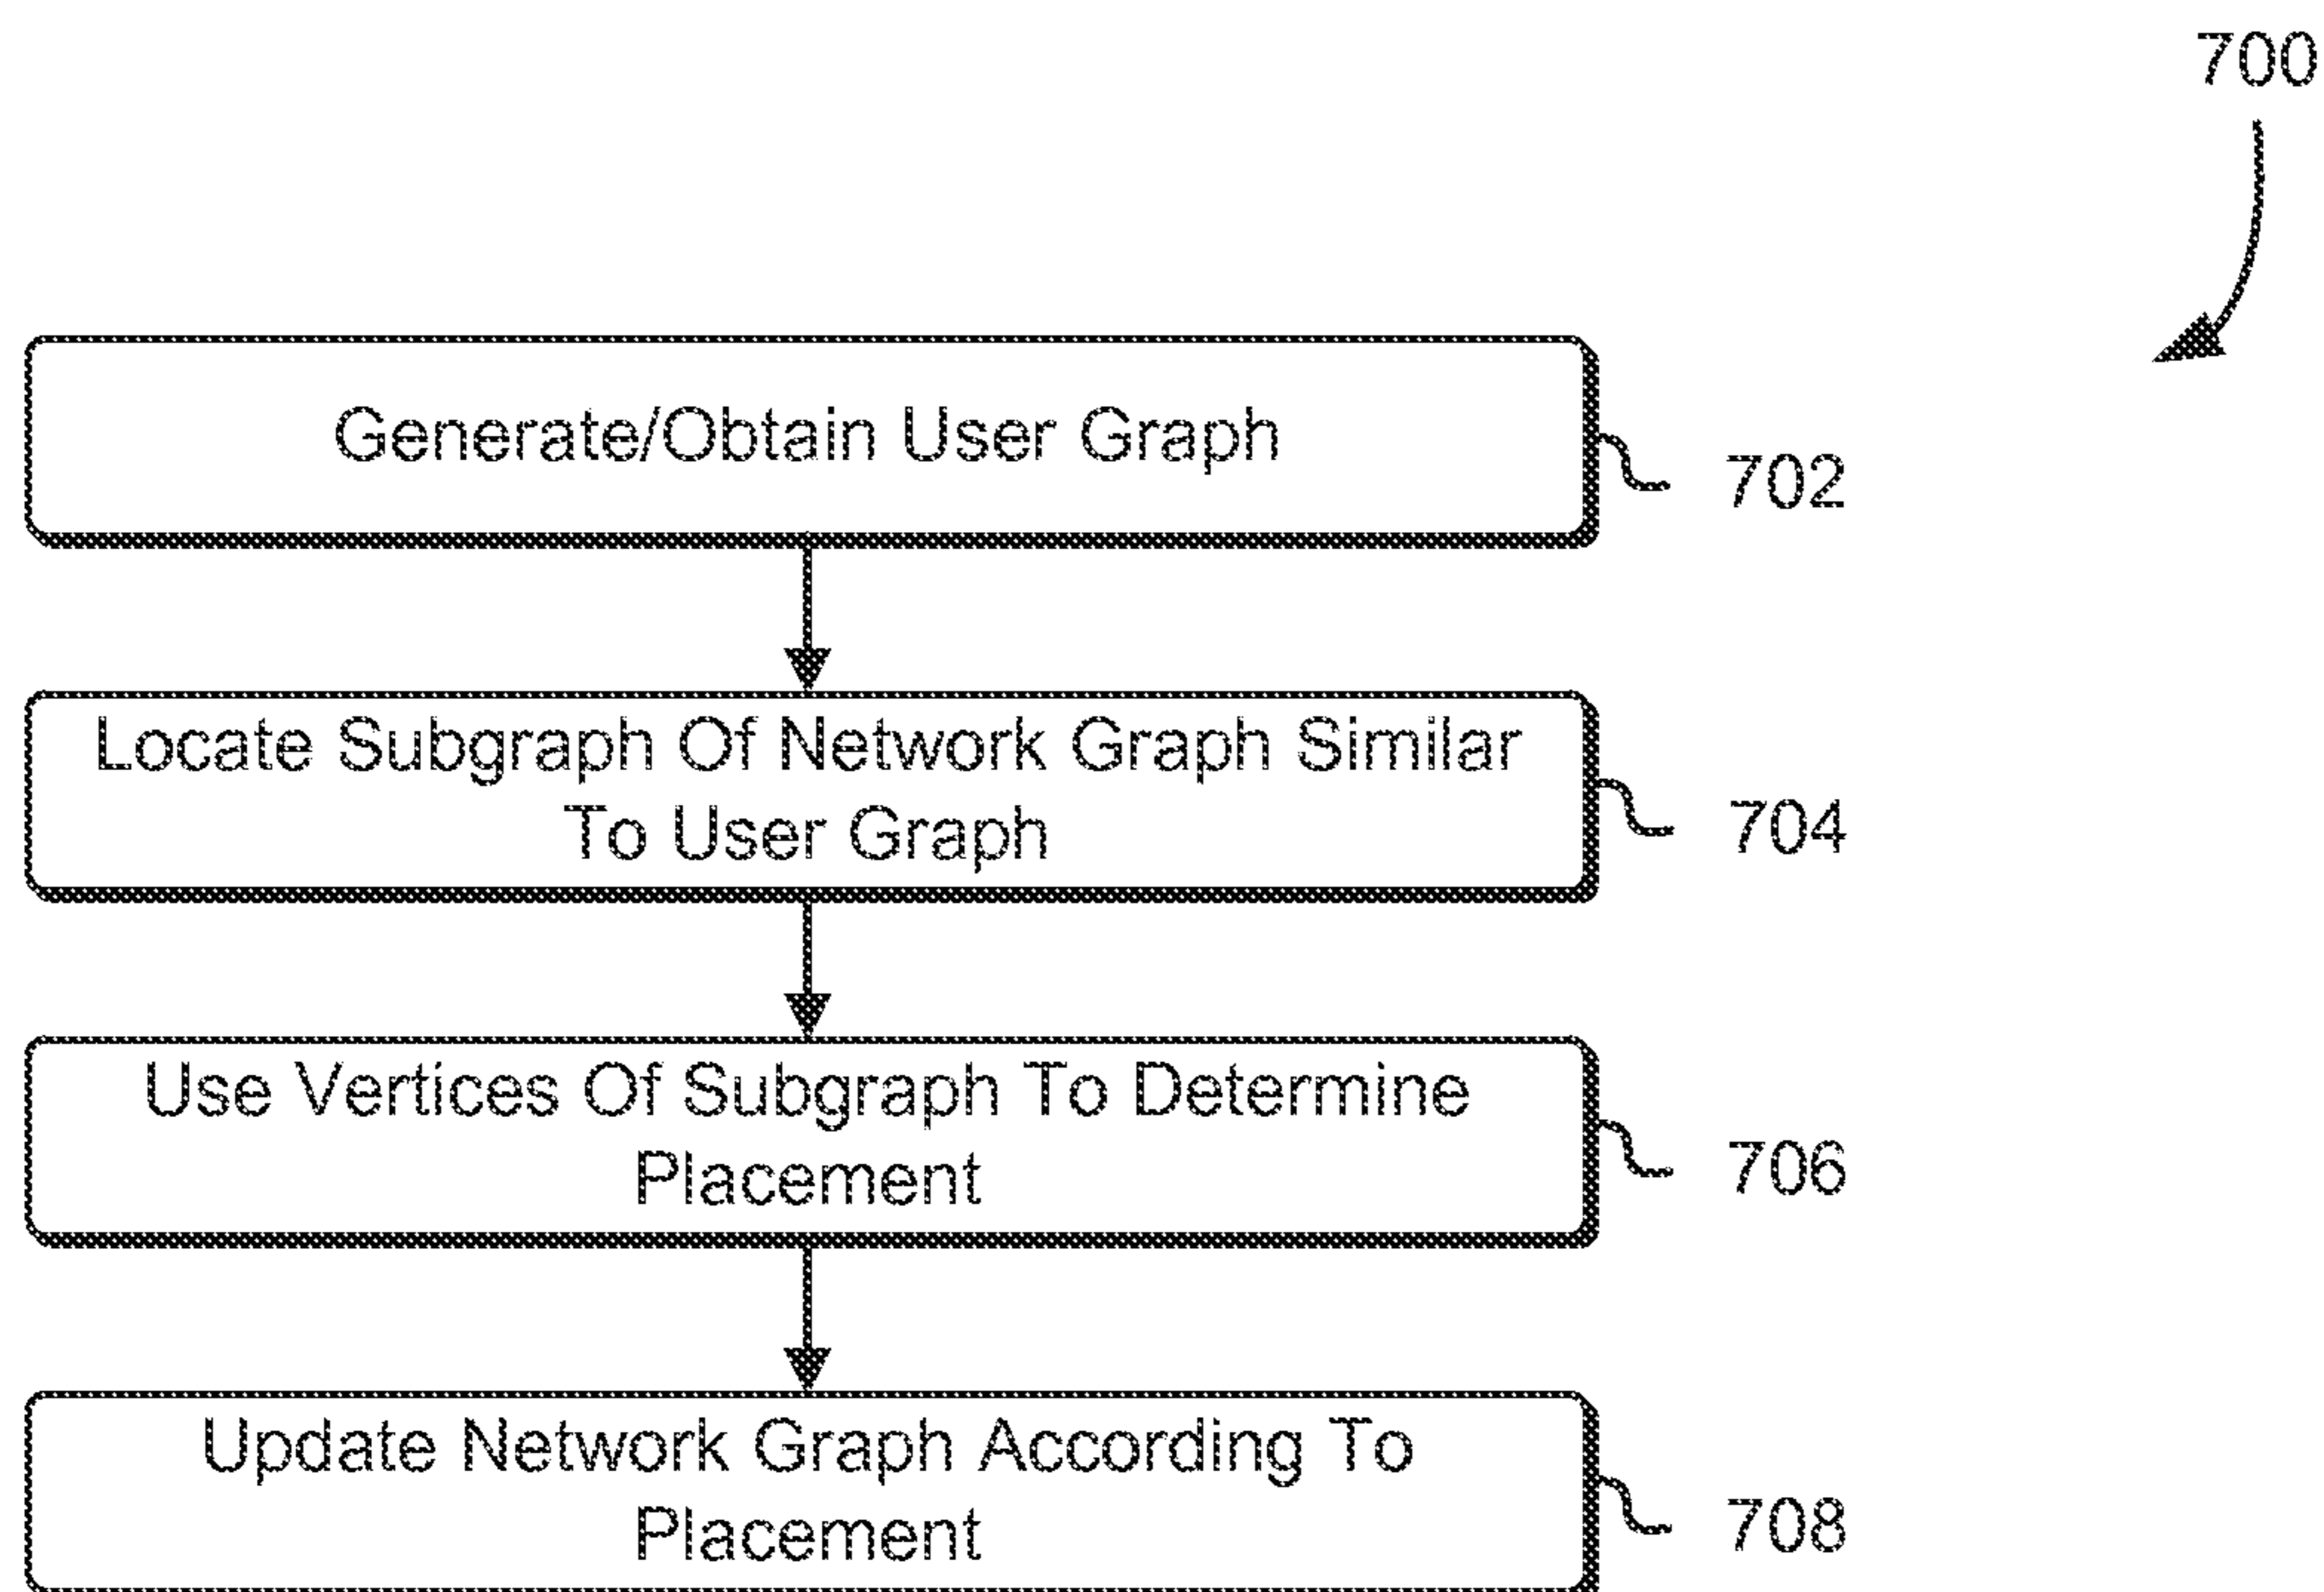 700
Generate/Obtain User Graph
702
Locate Subgraph Of Network Graph Similar
To User Graph
704
Use Vertices Of Subgraph To Determine
Placement
706
Update Network Graph According To
Placement
708